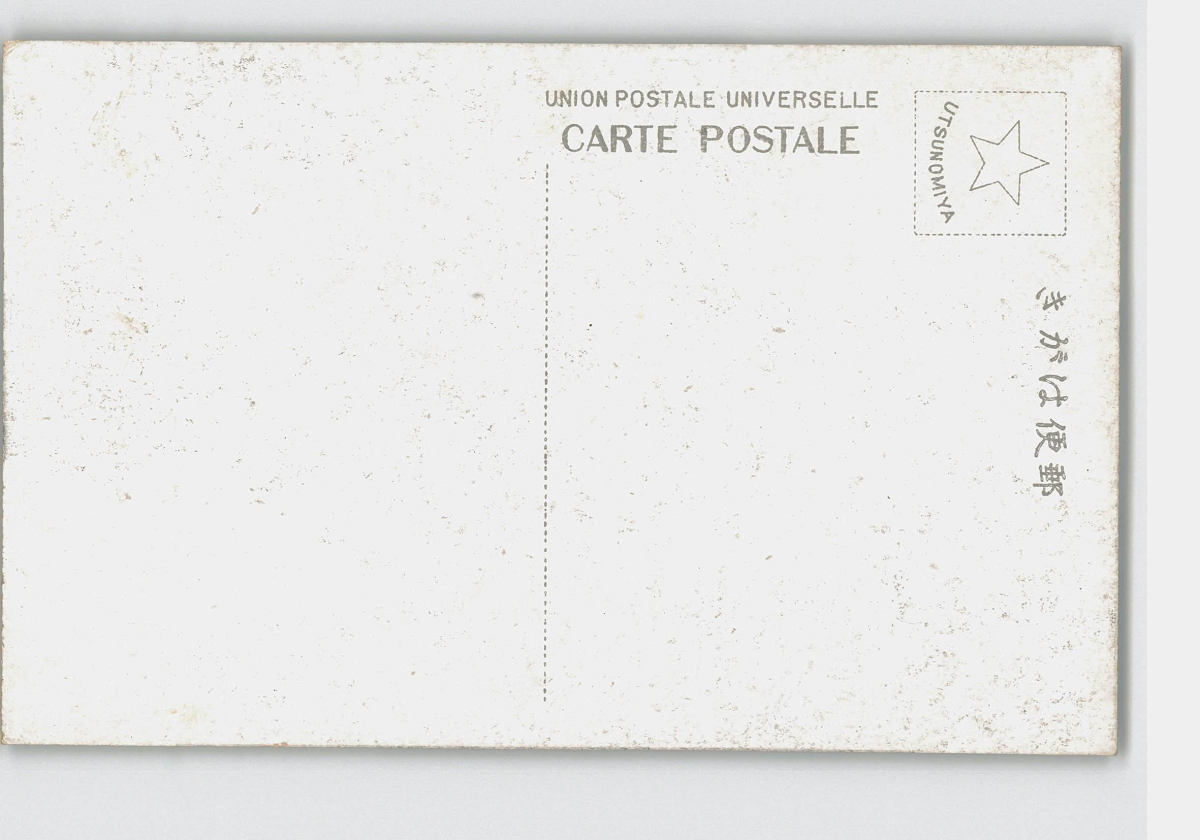 UNION POSTALE UNIVERSELLE
CARTE POSTALE
UTSUNOMIYA
郵便はがき